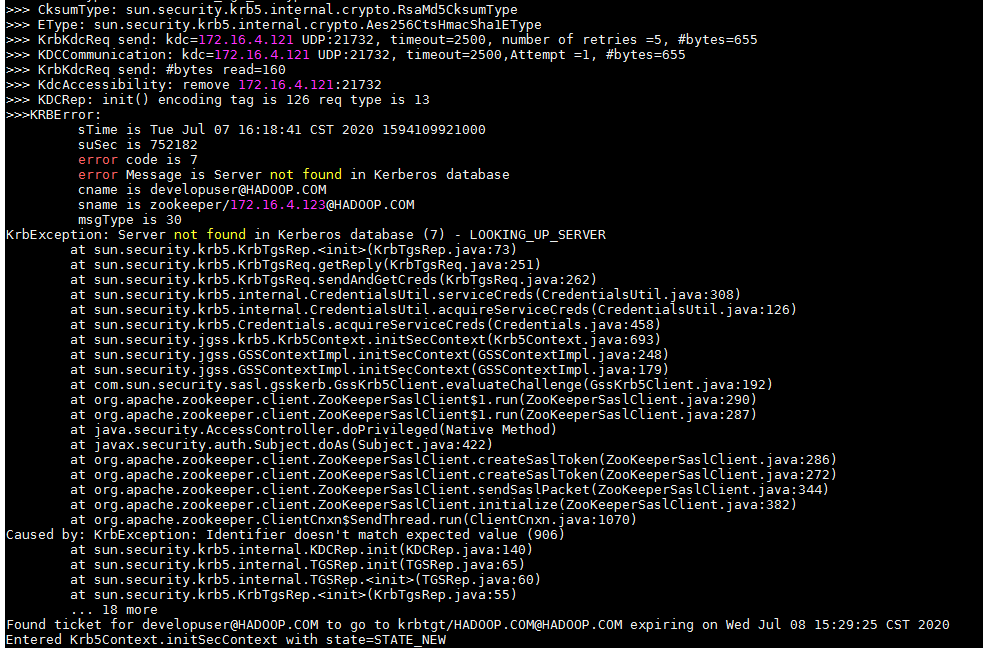 >>> CksumType: sun.security.krb5.internal.crypto.RsaMd5CksumType
>>> EType: sun.security.krb5.internal.crypto.Aes256CtsHmacSha1EType
>>> KrbKdcReq send: kdc=172.16.4.121 UDP:21732, timeout=2500, number of retries =5, #bytes=655
>>> KDCCommunication: kdc=172.16.4.121 UDP:21732, timeout=2500,Attempt =1, #bytes=655
>>> KrbKdcReq send: #bytes read=160
>>> KdcAccessibility: remove 172.16.4.121:21732
>>> KDCRep: init() encoding tag is 126 req type is 13
>>>KRBError:
sTime is Tue Jul 07 16:18:41 CST 2020 1594109921000
suSec is 752182
error code is 7
error Message is Server not found in Kerberos database
cname is developuser@HADOOP.COM
sname is zookeeper/172.16.4.123@HADOOP.COM
msgType is 30
KrbException: Server not found in Kerberos database (7) - LOOKING_UP_SERVER
at sun.security.krb5.KrbTgsRep.<init>(KrbTgsRep.java:73)
at sun.security.krb5.KrbTgsReq.getReply(KrbTgsReq.java:251)
at sun.security.krb5.KrbTgsReq.sendAndGetCreds(KrbTgsReq.java:262)
at sun.security.krb5.internal.CredentialsUtil.serviceCreds(CredentialsUtil.java:308)
at sun.security.krb5.internal.CredentialsUtil.acquireServiceCreds(CredentialsUtil.java:126)
at sun.security.krb5.Credentials.acquireServiceCreds(Credentials.java:458)
at sun.security.jgss.krb5.Krb5Context.initSecContext(Krb5Context.java:693)
at sun.security.jgss.GSSContextImpl.initSecContext(GSSContextImpl.java:248)
at sun.security.jgss.GSSContextImpl.initSecContext(GSSContextImpl.java:179)
at com.sun.security.sasl.gsskerb.GssKrb5Client.evaluateChallenge(GssKrb5Client.java:192)
at org.apache.zookeeper.client.ZooKeeperSaslClient$1.run(ZooKeeperSaslClient.java:290)
at org.apache.zookeeper.client.ZooKeeperSaslClient$1.run(ZooKeeperSaslClient.java:287)
at java.security.AccessController.doPrivileged(Native Method)
at javax.security.auth.Subject.doAs(Subject.java:422)
at org.apache.zookeeper.client.ZooKeeperSaslClient.createSaslToken(ZooKeeperSaslClient.java:286)
at org.apache.zookeeper.client.ZooKeeperSaslClient.createSaslToken(ZooKeeperSaslClient.java:272)
at org.apache.zookeeper.client.ZooKeeperSaslClient.sendSaslPacket(ZooKeeperSaslClient.java:344)
at org.apache.zookeeper.client.ZooKeeperSaslClient.initialize(ZooKeeperSaslClient.java:382)
at org.apache.zookeeper.ClientCnxn$SendThread.run(ClientCnxn.java:1070)
Caused by: KrbException: Identifier doesn't match expected value (906)
at sun.security.krb5.internal.KDCRep.init(KDCRep.java:140)
at sun.security.krb5.internal.TGSRep.init(TGSRep.java:65)
at sun.security.krb5.internal.TGSRep.<init>(TGSRep.java:60)
at sun.security.krb5.KrbTgsRep.<init>(KrbTgsRep.java:55)
... 18 more
Found ticket for developuser@HADOOP.COM to go to krbtgt/HADOOP.COM@HADOOP.COM expiring on Wed Jul 08 15:29:25 CST 2020
Entered Krb5Context.initSecContext with state=STATE_NEW